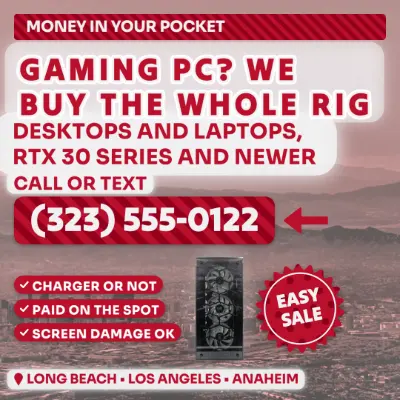 MONEY IN YOUR POCKET
GAMING PC? WE
BUY THE WHOLE RIG
DESKTOPS AND LAPTOPS,
RTX 30 SERIES AND NEWER
CALL OR TEXT
(323) 555-0122
✓ CHARGER OR NOT
✓ PAID ON THE SPOT
✓ SCREEN DAMAGE OK
EASY
SALE
LONG BEACH • LOS ANGELES • ANAHEIM